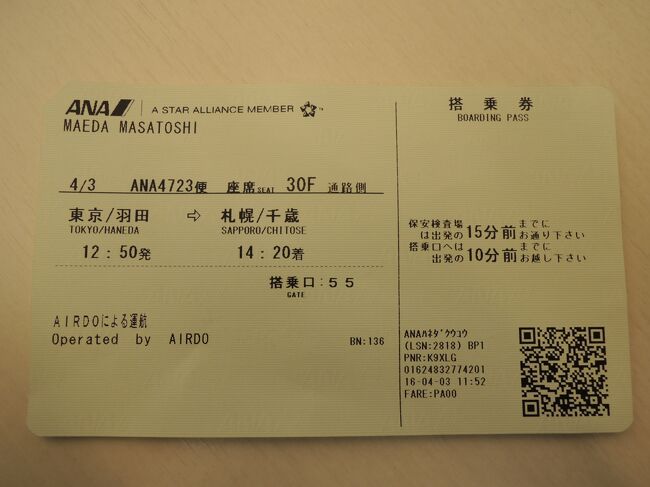 ANA A STAR ALLIANCE MEMBER
MAEDA MASATOSHI
4/3 ANA4723便 座席 SEAT 30F 通路側
東京/羽田 ⇨ 札幌/千歳
TOKYO/HANEDA SAPPORO/CHITOSE
12:50発 14:20着
搭乗口:55
GATE
AIRDOによる運航
Operated by AIRDO
BN:136
搭乗券
BOARDING PASS
保安検査場は出発の15分前までにお通り下さい
搭乗口へは出発の10分前までにお越し下さい
ANAハネダクウコウ
(LSN:2818) BP1
PNR:K9XLG
01624832774201
16-04-03 11:52
FARE:PA00